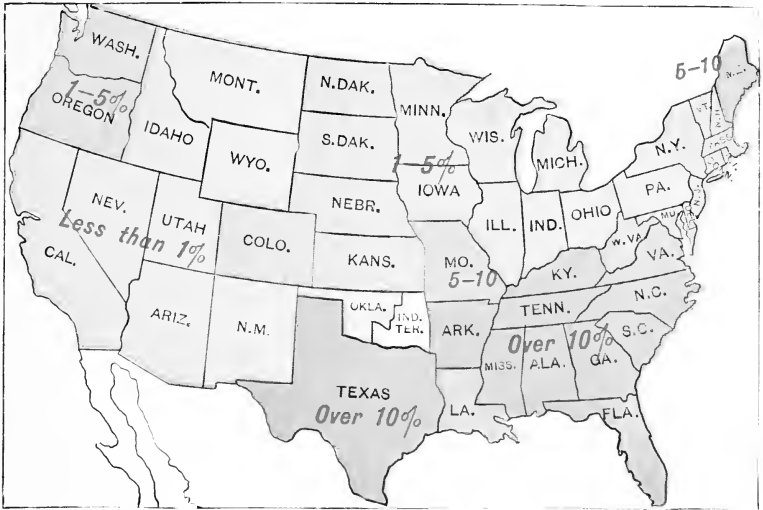 WASH.
MONT.
N.DAK.
MINN.
5-10
1-5%
OREGON
IDAHO
S.DAK.
WIS.
MICH.
N.Y.
VT.
WYO.
1-5%
IOWA
PA.
NEV.
NEBR.
ILL.
IND.
OHIO
UTAH
COLO.
Less than 1%
W.VA.
VA.
CAL.
KANS.
MO.
5-10
KY.
ARIZ.
N.M.
OKLA.
IND.
TER.
ARK.
TENN.
N.C.
S.C.
Over 10%
MISS.
ALA.
GA.
TEXAS
Over 10%
LA.
FLA.